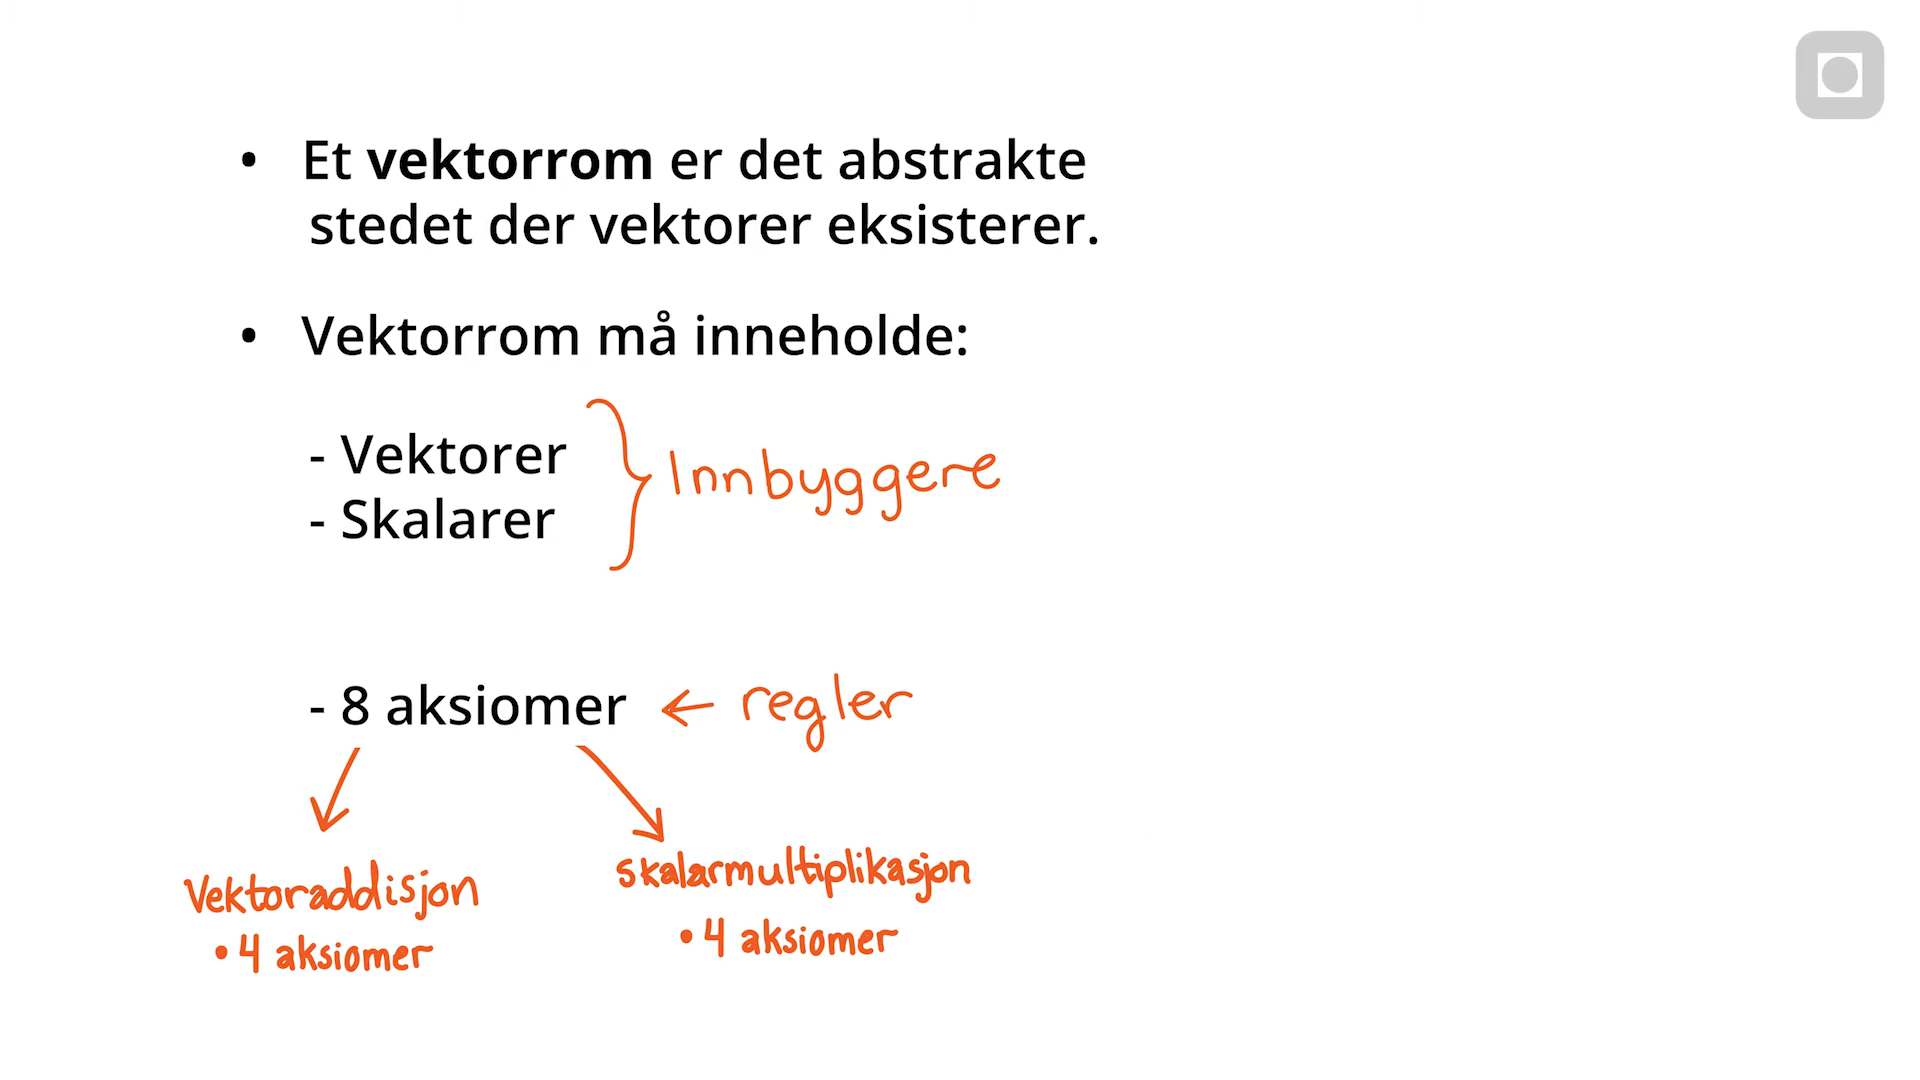 • Et vektorrom er det abstrakte
stedet der vektorer eksisterer.
• Vektorrom må inneholde:
- Vektorer
- Skalarer
Innbyggere
- 8 aksiomer ← regler
Vektoraddisjon
• 4 aksiomer
Skalarmultiplikasjon
• 4 aksiomer